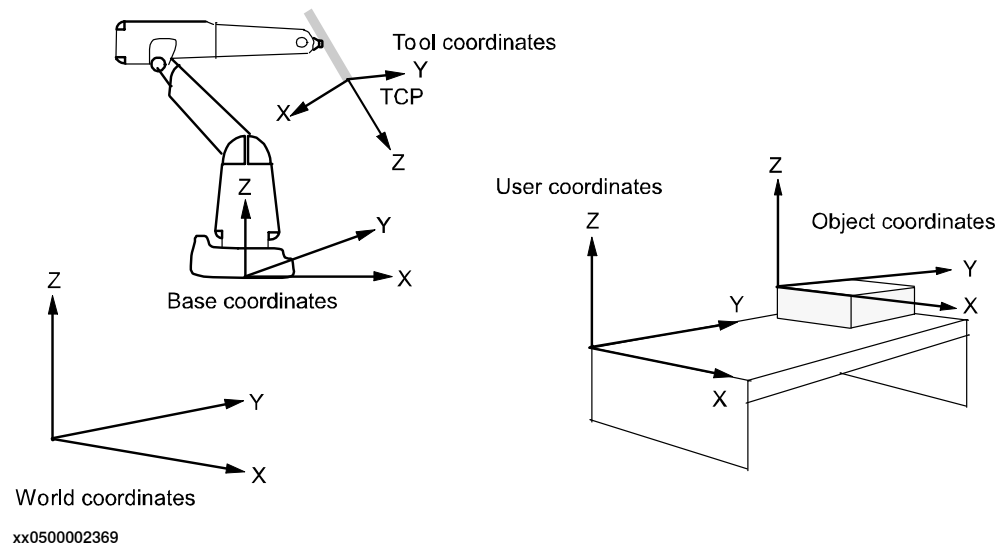 Tool coordinates
Y
TCP
X
Z
Z
Y
X
Base coordinates
User coordinates
Z
Y
X
Z
Object coordinates
Y
X
Z
Y
X
World coordinates
xx0500002369